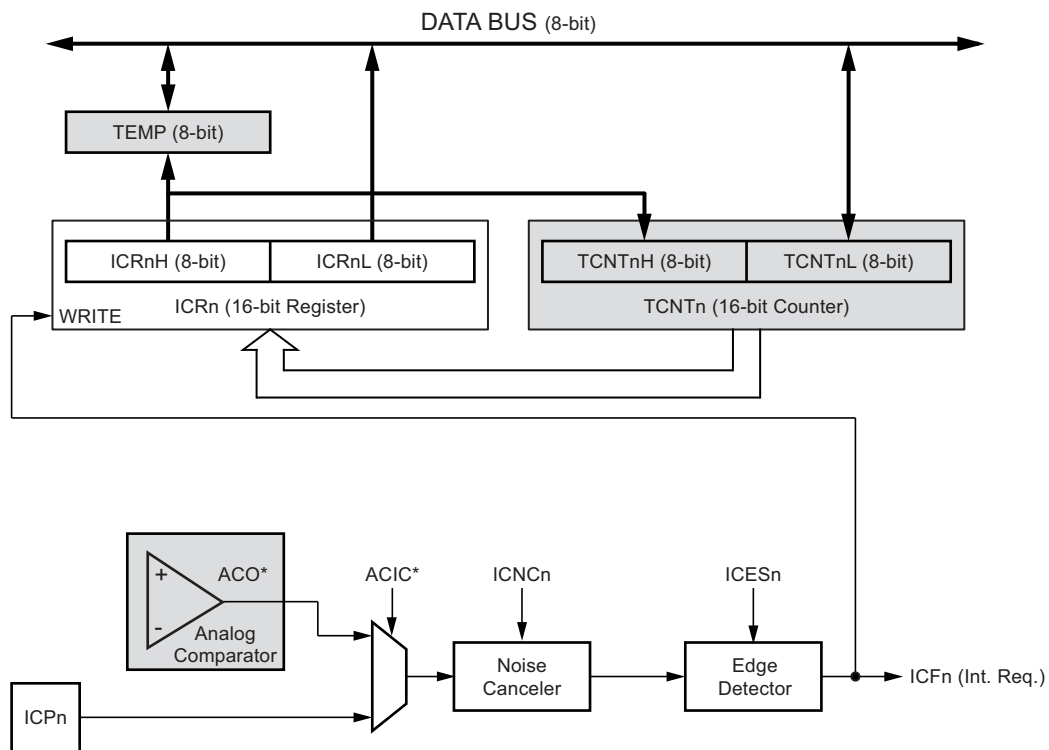 DATA BUS (8-bit)
TEMP (8-bit)
ICRnH (8-bit)
ICRnL (8-bit)
TCNTnH (8-bit)
TCNTnL (8-bit)
WRITE
ICRn (16-bit Register)
TCNTn (16-bit Counter)
+
-
ACO*
Analog
Comparator
ACIC*
ICNCn
ICESn
Noise
Canceler
Edge
Detector
ICFn (Int. Req.)
ICPn